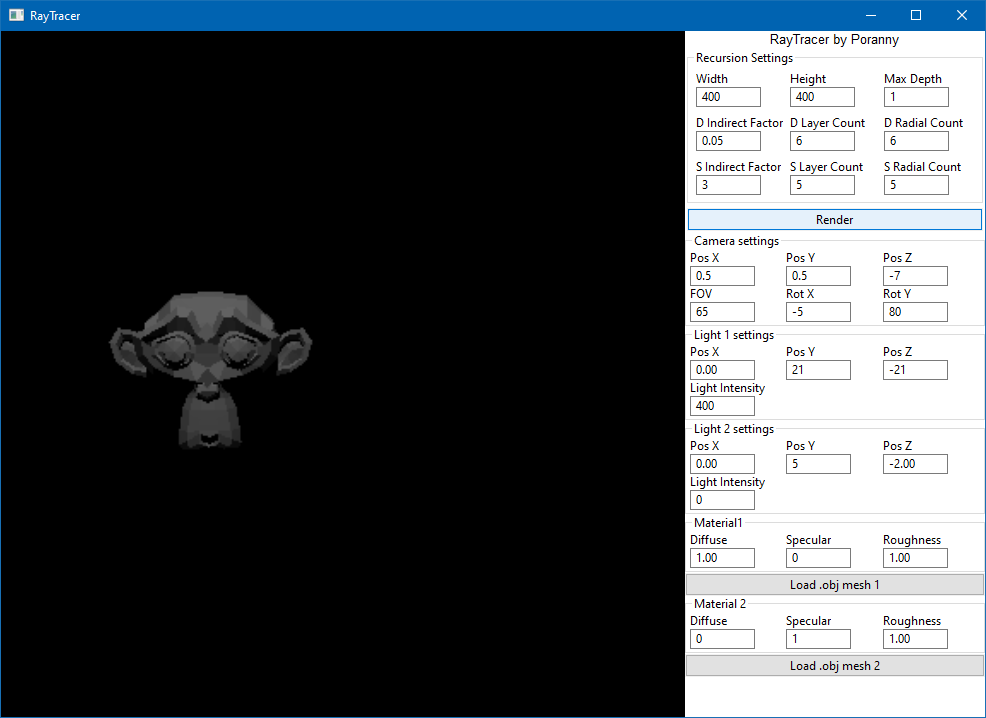 RayTracer
RayTracer by Poranny
Recursion Settings
Width Height Max Depth
400 400 1
D Indirect Factor D Layer Count D Radial Count
0.05 6 6
S Indirect Factor S Layer Count S Radial Count
3 5 5
Render
Camera settings
Pos X Pos Y Pos Z
0.5 0.5 -7
FOV Rot X Rot Y
65 -5 80
Light 1 settings
Pos X Pos Y Pos Z
0.00 21 -21
Light Intensity
400
Light 2 settings
Pos X Pos Y Pos Z
0.00 5 -2.00
Light Intensity
0
Material1
Diffuse Specular Roughness
1.00 0 1.00
Load .obj mesh 1
Material 2
Diffuse Specular Roughness
0 1 1.00
Load .obj mesh 2